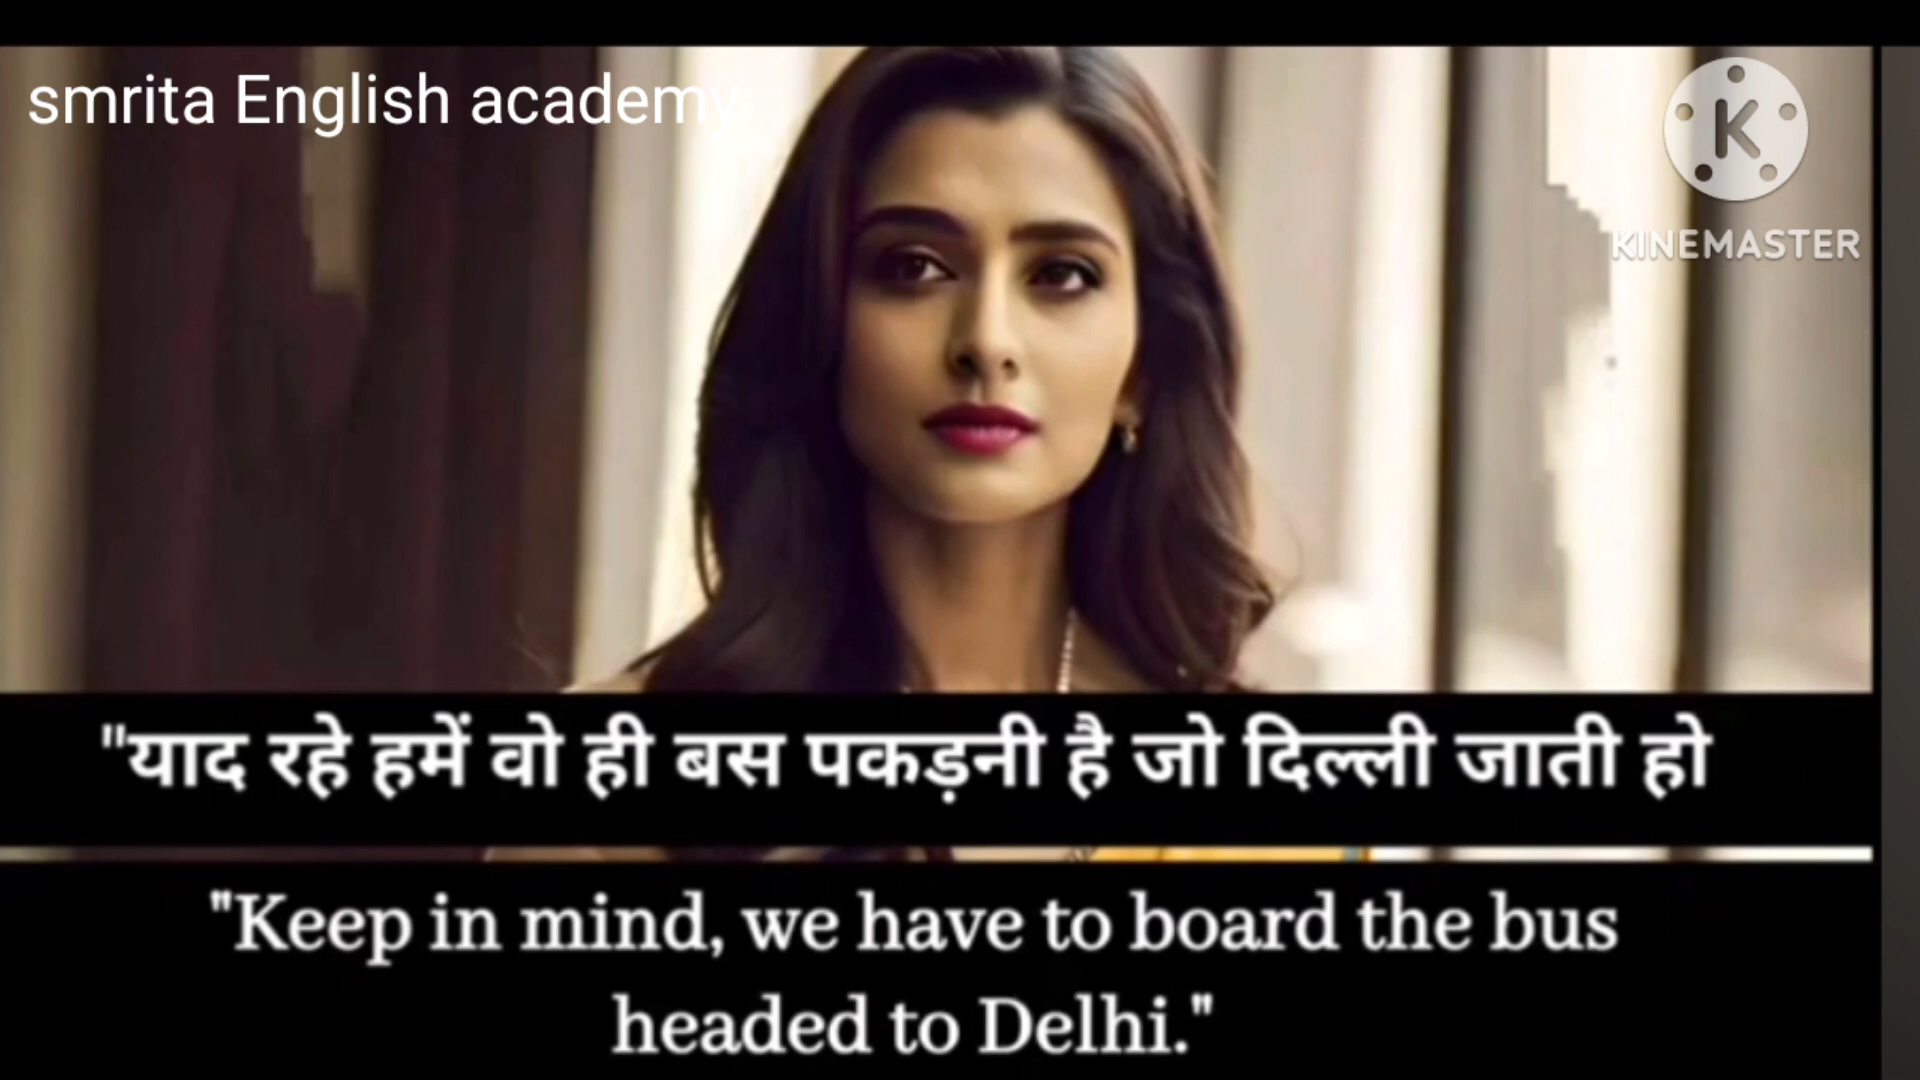 smrita English academy
K
KINEMASTER
"याद रहे हमें वो ही बस पकड़नी है जो दिल्ली जाती हो
"Keep in mind, we have to board the bus
headed to Delhi."